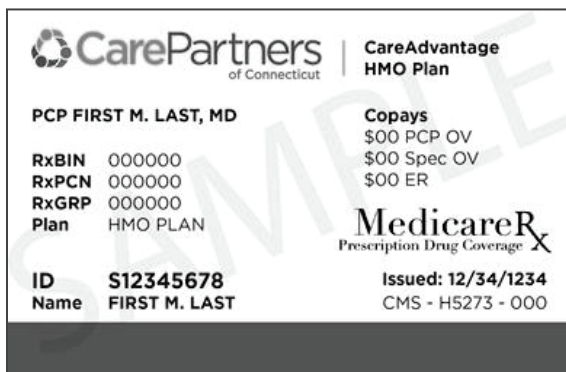 CarePartners
of Connecticut
CareAdvantage
HMO Plan
PCP FIRST M. LAST, MD
RxBIN 000000
RxPCN 000000
RxGRP 000000
Plan HMO PLAN
Copays
$00 PCP OV
$00 Spec OV
$00 ER
MedicareRx
Prescription Drug Coverage
ID S12345678
Name FIRST M. LAST
Issued: 12/34/1234
CMS - H5273 - 000
SAMPLE